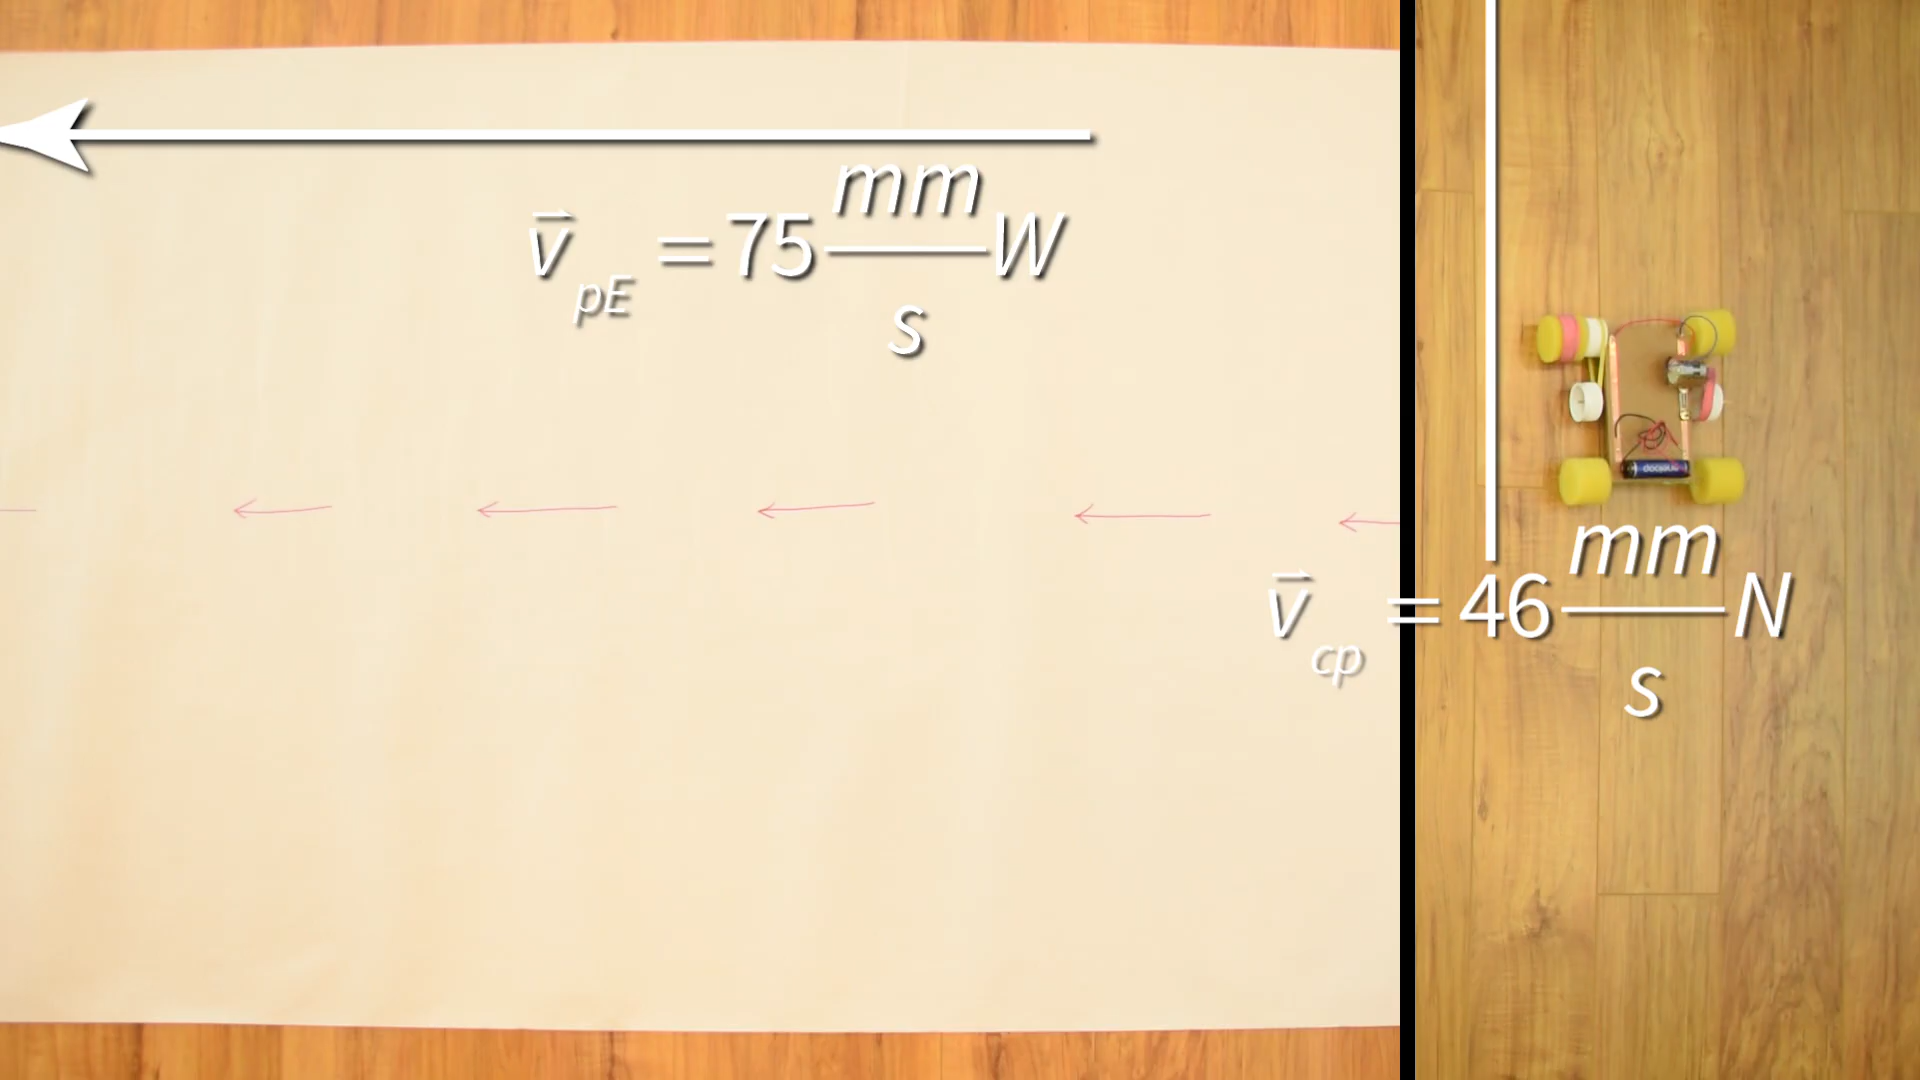 v⃗ pE = 75 mm/s W
v⃗ cp = 46 mm/s N